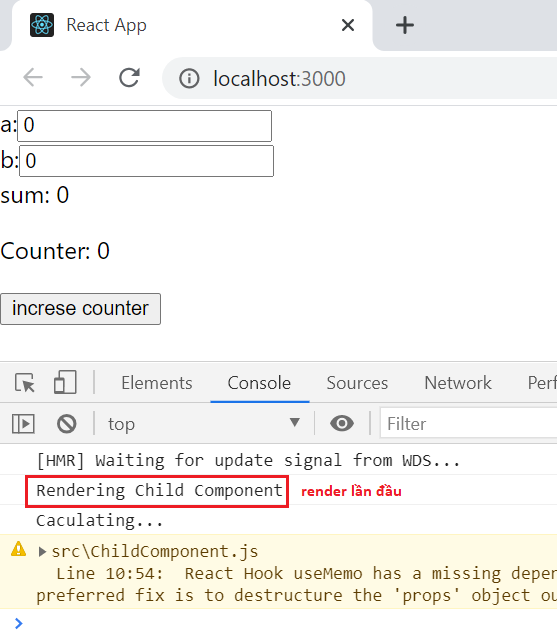 React App
localhost:3000
a: 0
b: 0
sum: 0
Counter: 0
increse counter
Elements Console Sources Network Perf
top Filter
[HMR] Waiting for update signal from WDS...
Rendering Child Component render lần đầu
Caculating...
src\ChildComponent.js
Line 10:54: React Hook useMemo has a missing depen
preferred fix is to destructure the 'props' object ou